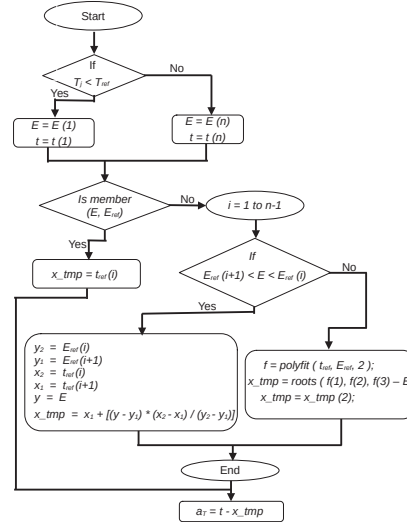 Start
If
Tj < Tref
Yes
No
E = E (1)
t = t (1)
E = E (n)
t = t (n)
Is member
(E, Eref)
No
i = 1 to n-1
Yes
x_tmp = tref (i)
If
Eref (i+1) < E < Eref (i)
No
Yes
y2 = Eref (i)
y1 = Eref (i+1)
x2 = tref (i)
x1 = tref (i+1)
y = E
x_tmp = x1 + [(y - y1) * (x2 - x1) / (y2 - y1)]
f = polyfit ( tref, Eref, 2 );
x_tmp = roots ( f(1), f(2), f(3) – E
x_tmp = x_tmp (2);
End
aT = t - x_tmp